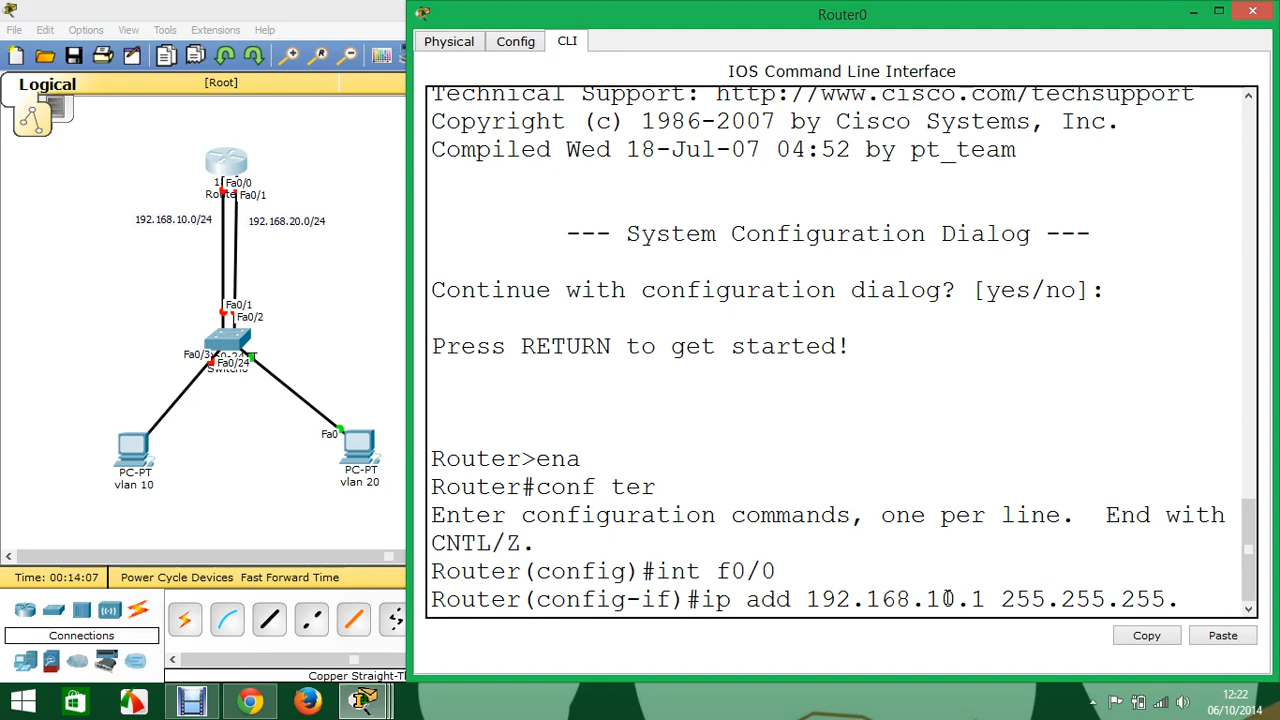 Router0
File Edit Options View Tools Extensions Help
Physical Config CLI
Logical
[Root]
IOS Command Line Interface
Technical Support: http://www.cisco.com/techsupport
Copyright (c) 1986-2007 by Cisco Systems, Inc.
Compiled Wed 18-Jul-07 04:52 by pt_team
--- System Configuration Dialog ---
Continue with configuration dialog? [yes/no]:
Press RETURN to get started!
Router>ena
Router#conf ter
Enter configuration commands, one per line. End with
CNTL/Z.
Router(config)#int f0/0
Router(config-if)#ip add 192.168.10.1 255.255.255.
Copy Paste
Fa0/0
Fa0/1
192.168.10.0/24 192.168.20.0/24
Fa0/1
Fa0/2
Fa0/3
Fa0/24
Fa0
PC-PT
vlan 10
PC-PT
vlan 20
Time: 00:14:07 Power Cycle Devices Fast Forward Time
Connections
Copper Straight-Th
12:22
06/10/2014